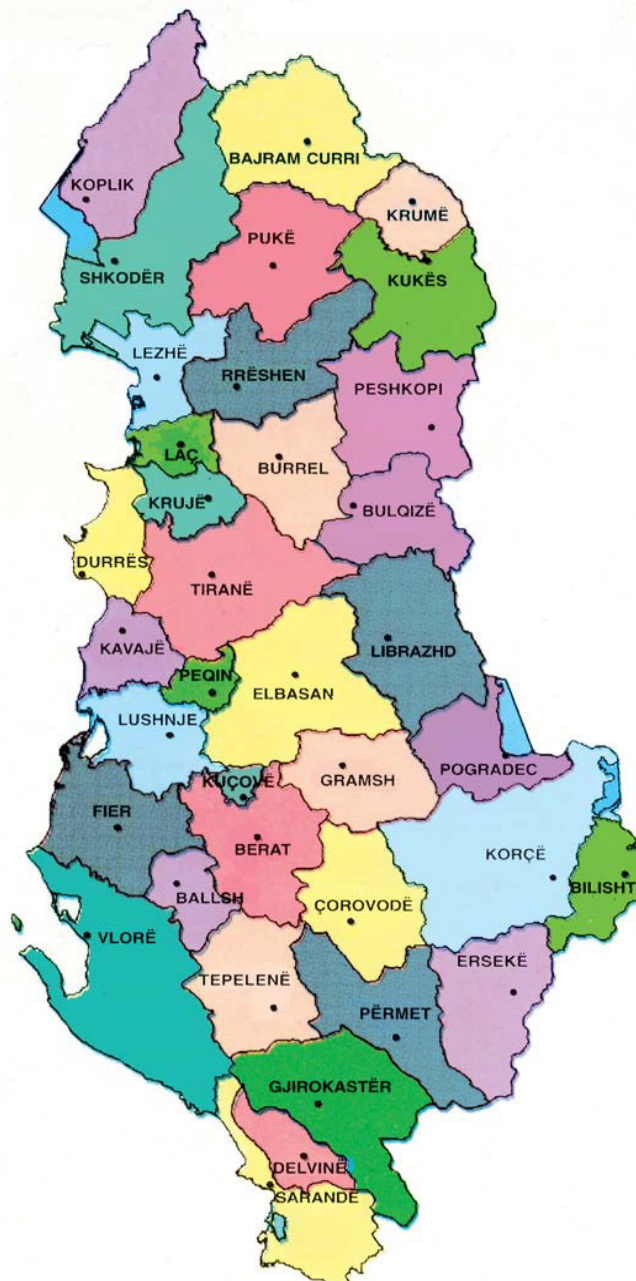 BAJRAM CURRI
KOPLIK
KRUMË
PUKË
SHKODËR
KUKËS
LEZHË
RRËSHEN
PESHKOPI
LAÇ
BURREL
KRUJË
BULQIZË
DURRËS
TIRANË
KAVAJË
LIBRAZHD
PEQIN
ELBASAN
LUSHNJE
POGRADEC
KUÇOVË
GRAMSH
FIER
BERAT
KORÇË
BILISHT
BALLSH
ÇOROVODË
VLORË
ERSEKË
TEPELENË
PËRMET
GJIROKASTËR
DELVINË
SARANDË